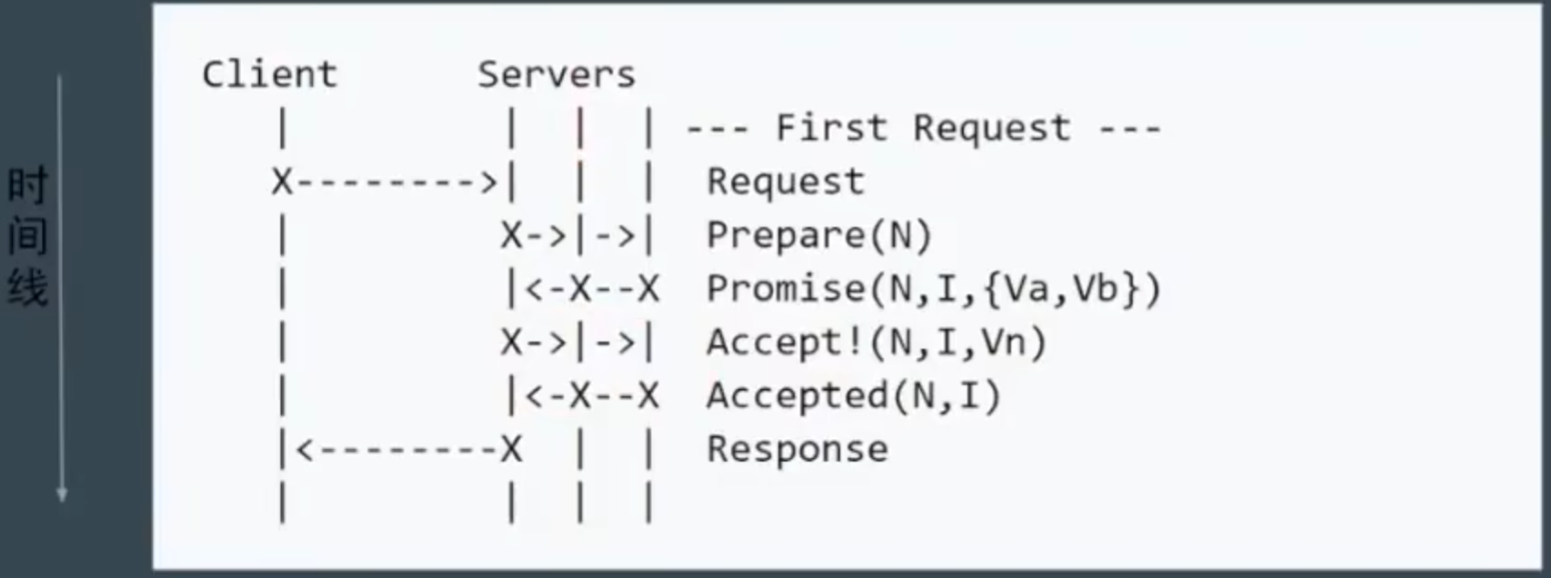 时间线
Client      Servers
   |         |  |  | --- First Request ---
   X-------->|  |  |  Request
   |         X->|->|  Prepare(N)
   |         |<-X--X  Promise(N,I,{Va,Vb})
   |         X->|->|  Accept!(N,I,Vn)
   |         |<-X--X  Accepted(N,I)
   |<--------X  |  |  Response
   |         |  |  |